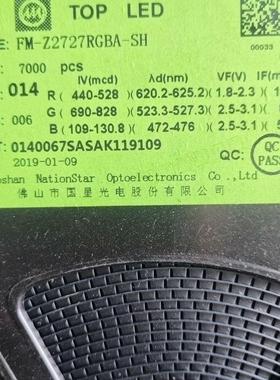 TOP LED
E: FM-Z2727RGBA-SH
00033
: 7000 pcs
IV(mcd) λd(nm) VF(V) IF(m
014 R ( 440-528 )( 620.2-625.2) 1.8-2.3 )
G ( 690-828 )( 523.3-527.3) ( 2.5-3.1 )
006 B ( 109-130.8 )( 472-476 )( 2.5-3.1 )
T: 0140067SASAK119109
2019-01-09 QC: QC PASS
oshan NationStar Optoelectronics Co .,Ltd
佛山市国星光电股份有限公司